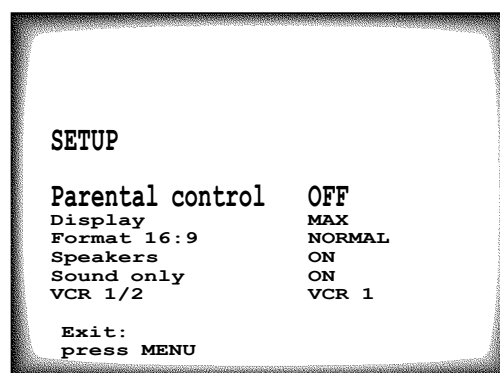 SETUP
Parental control OFF
Display MAX
Format 16:9 NORMAL
Speakers ON
Sound only ON
VCR 1/2 VCR 1
Exit:
press MENU